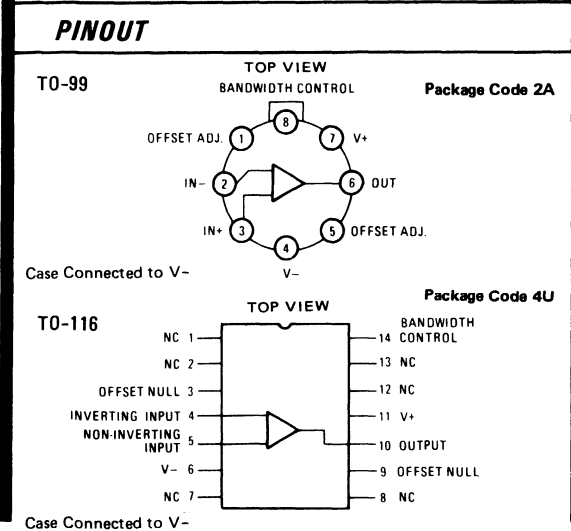 PINOUT
TO-99
TOP VIEW
Package Code 2A
BANDWIDTH CONTROL
8
OFFSET ADJ. 1
7 V+
IN- 2
6 OUT
IN+ 3
5 OFFSET ADJ.
4
V-
Case Connected to V-
Package Code 4U
TO-116
TOP VIEW
NC 1
14 BANDWIDTH
CONTROL
NC 2
13 NC
OFFSET NULL 3
12 NC
INVERTING INPUT 4
11 V+
NON-INVERTING
INPUT 5
10 OUTPUT
V- 6
9 OFFSET NULL
NC 7
8 NC
Case Connected to V-